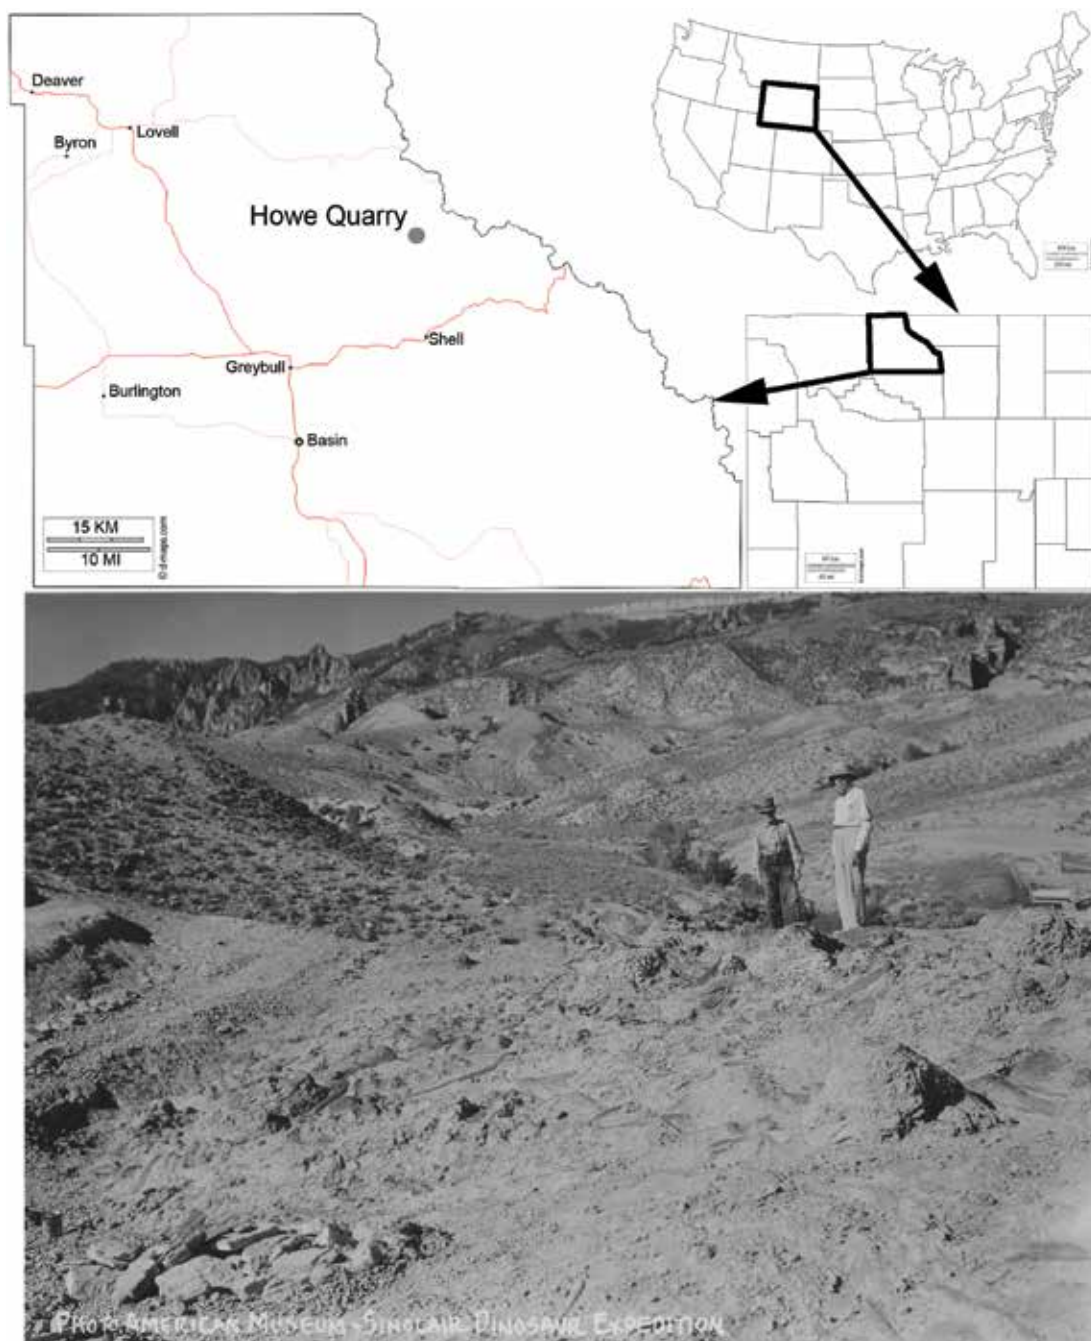 Deaver
Lovell
Byron
Howe Quarry
Shell
Greybull
Burlington
Basin
15 KM
10 MI
© d-maps.com
PHOTO AMERICAN MUSEUM - SINCLAIR DINOSAUR EXPEDITION